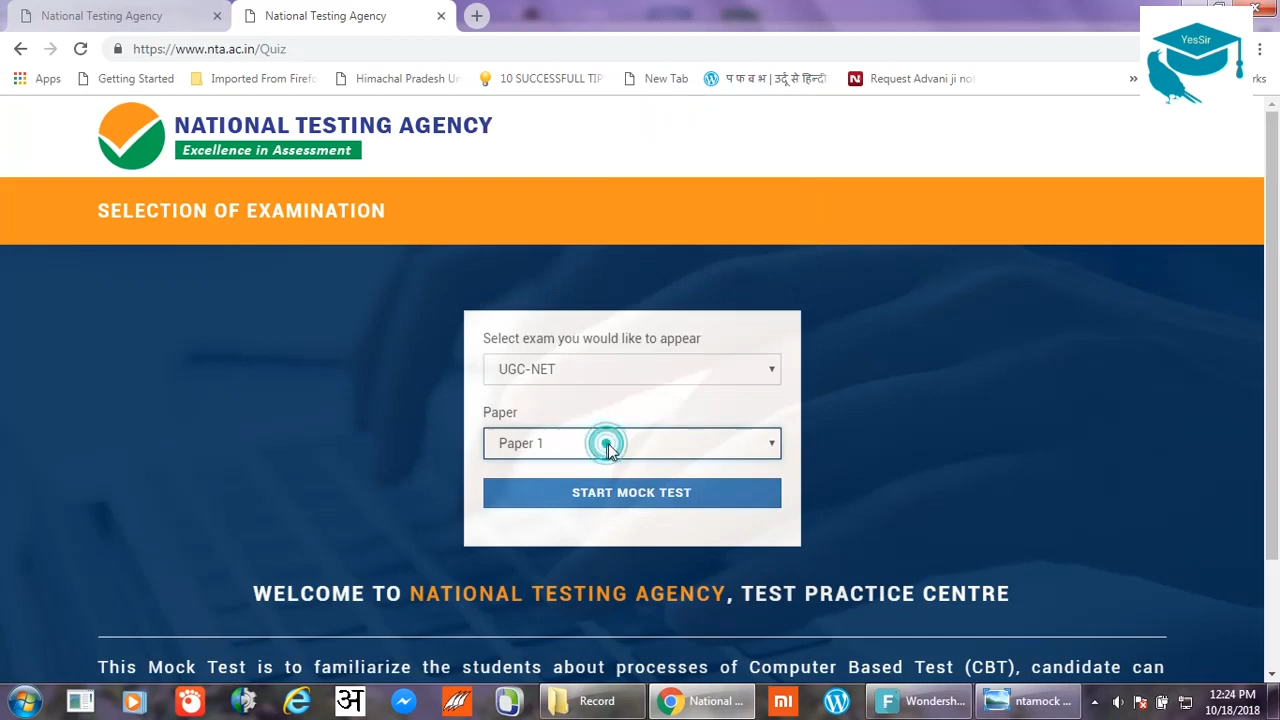 National Testing Agency
National Testing Agency
https://www.nta.ac.in/Quiz
YesSir
Apps
Getting Started
Imported From Firefo
Himachal Pradesh Un
10 SUCCESSFULL TIP
New Tab
प फ ब भ | उर्दू से हिन्दी
Request Advani ji not
»
NATIONAL TESTING AGENCY
Excellence in Assessment
SELECTION OF EXAMINATION
Select exam you would like to appear
UGC-NET
Paper
Paper 1
START MOCK TEST
WELCOME TO NATIONAL TESTING AGENCY, TEST PRACTICE CENTRE
This Mock Test is to familiarize the students about processes of Computer Based Test (CBT), candidate can
अ
Record
National ...
mi
Wondersh...
ntamock ...
12:24 PM
10/18/2018